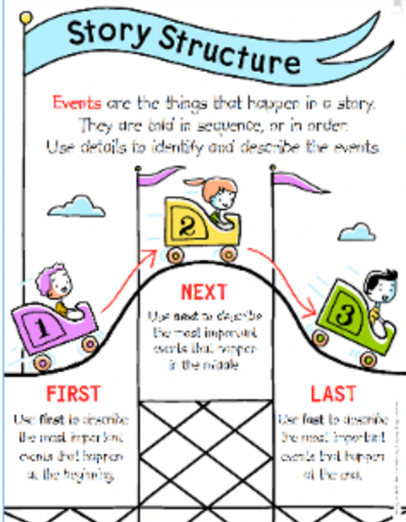 Story Structure
Events are the things that happen in a story.
They are told in sequence, or in order.
Use details to identify and describe the events.
2
1
3
NEXT
Use next to describe
the most important
events that happen
in the middle.
FIRST
Use first to describe
the most important
events that happen
at the beginning.
LAST
Use last to describe
the most important
events that happen
at the end.